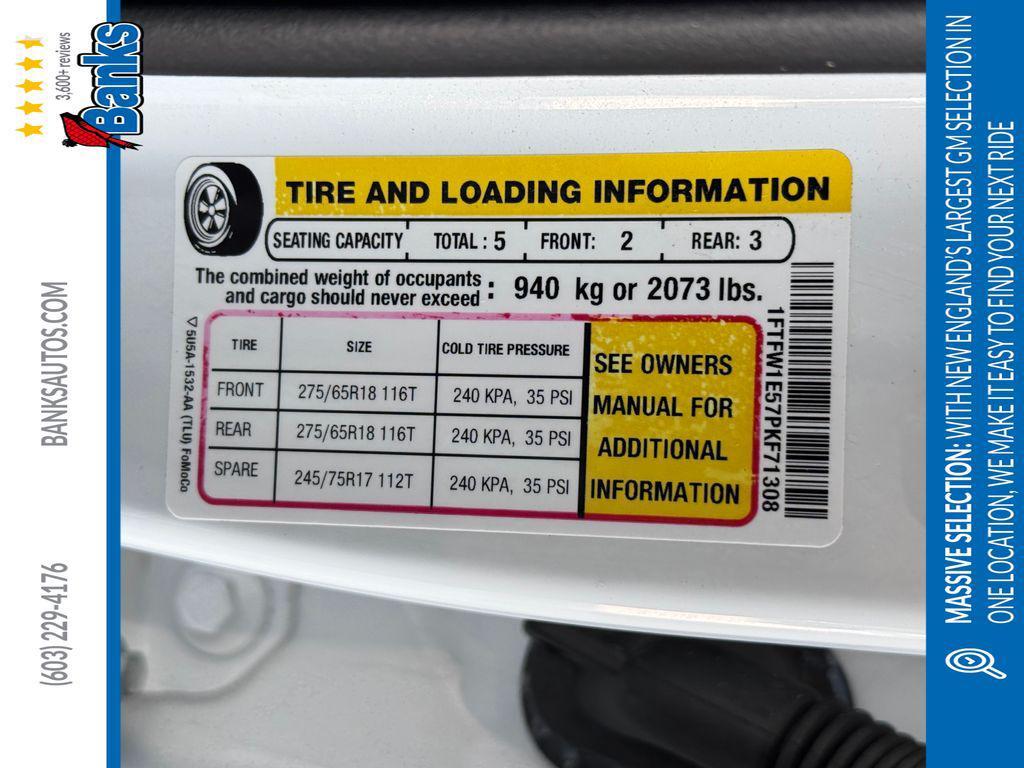 3,600+ reviews
Banks
BANKSAUTOS.COM
(603) 229-4176
TIRE AND LOADING INFORMATION
SEATING CAPACITY TOTAL : 5 FRONT: 2 REAR: 3
The combined weight of occupants
and cargo should never exceed : 940 kg or 2073 lbs.
TIRE SIZE COLD TIRE PRESSURE
FRONT 275/65R18 116T 240 KPA, 35 PSI
REAR 275/65R18 116T 240 KPA, 35 PSI
SPARE 245/75R17 112T 240 KPA, 35 PSI
SEE OWNERS
MANUAL FOR
ADDITIONAL
INFORMATION
5U5A-1532-AA (TLU) FoMoCo
1FTFW1E57PKF71308
MASSIVE SELECTION: WITH NEW ENGLAND'S LARGEST GM SELECTION IN
ONE LOCATION, WE MAKE IT EASY TO FIND YOUR NEXT RIDE